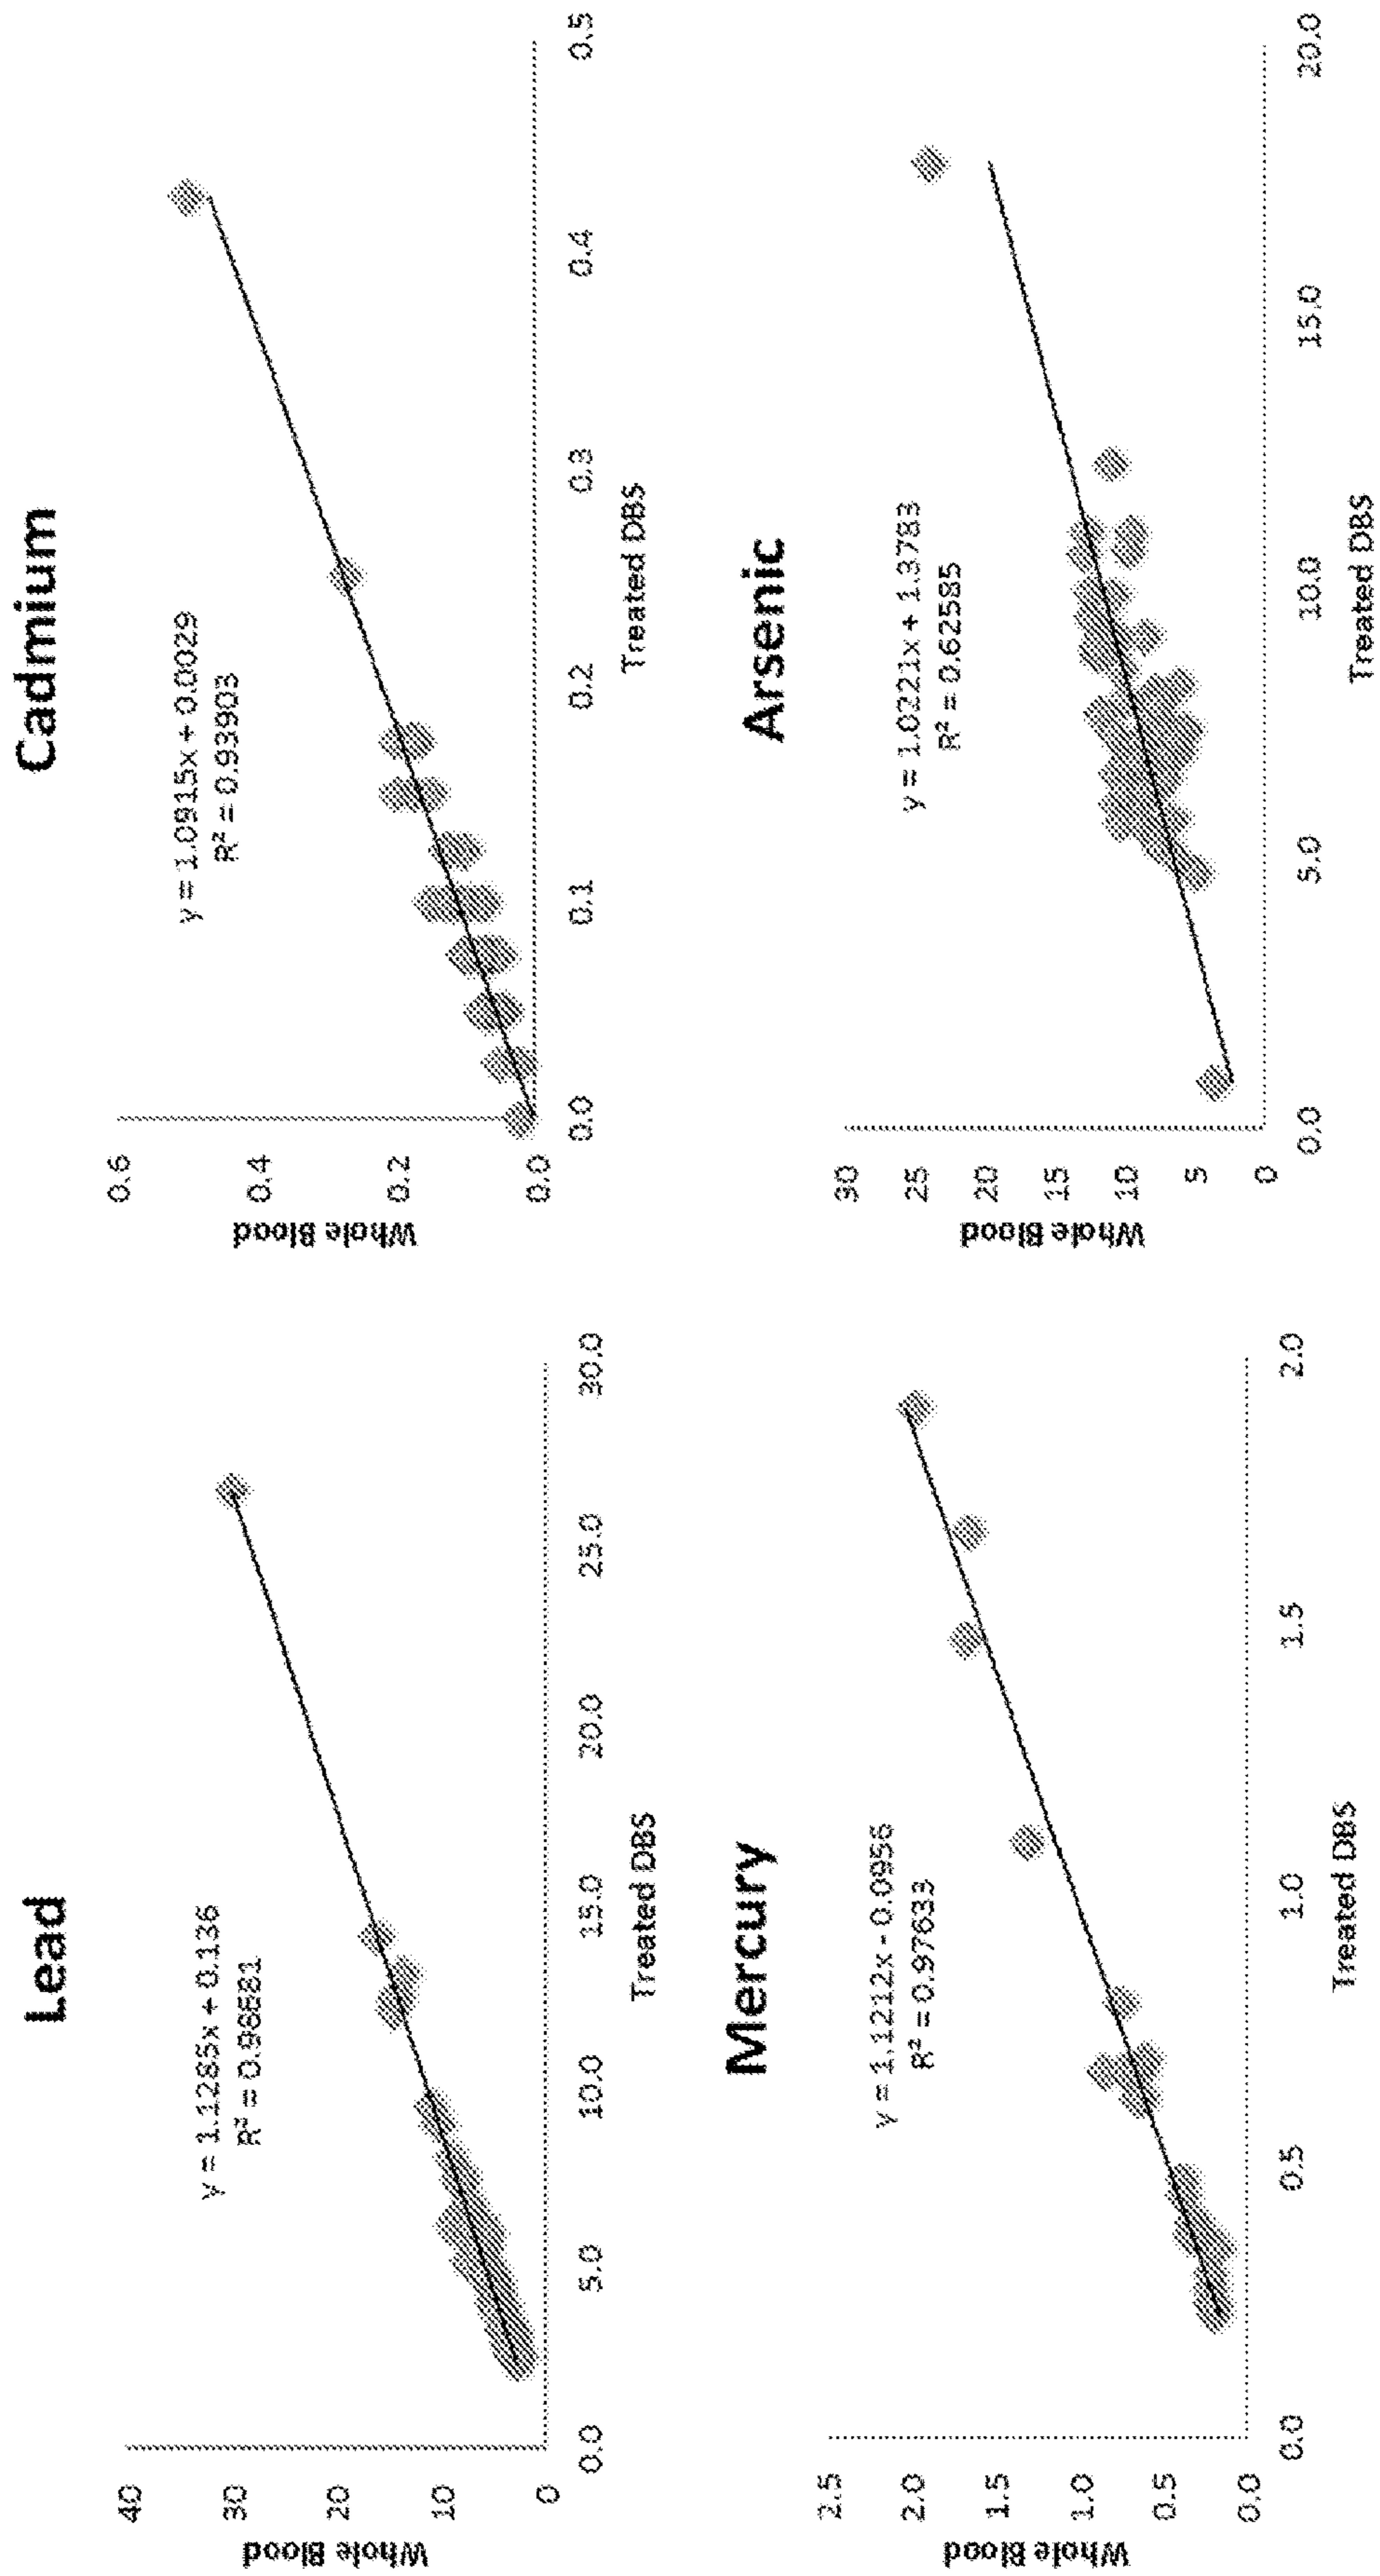 Lead
y = 1.1285x + 0.136
R² = 0.98881
Whole Blood
40
30
20
10
0
0.0 5.0 10.0 15.0 20.0 25.0 30.0
Treated DBS
Cadmium
y = 1.0915x + 0.0029
R² = 0.93903
Whole Blood
0.6
0.4
0.2
0.0
0.0 0.1 0.2 0.3 0.4 0.5
Treated DBS
Mercury
y = 1.1212x - 0.0956
R² = 0.97633
Whole Blood
2.5
2.0
1.5
1.0
0.5
0.0
0.0 0.5 1.0 1.5 2.0
Treated DBS
Arsenic
y = 1.0221x + 1.3783
R² = 0.62585
Whole Blood
30
25
20
15
10
5
0
0.0 5.0 10.0 15.0 20.0
Treated DBS